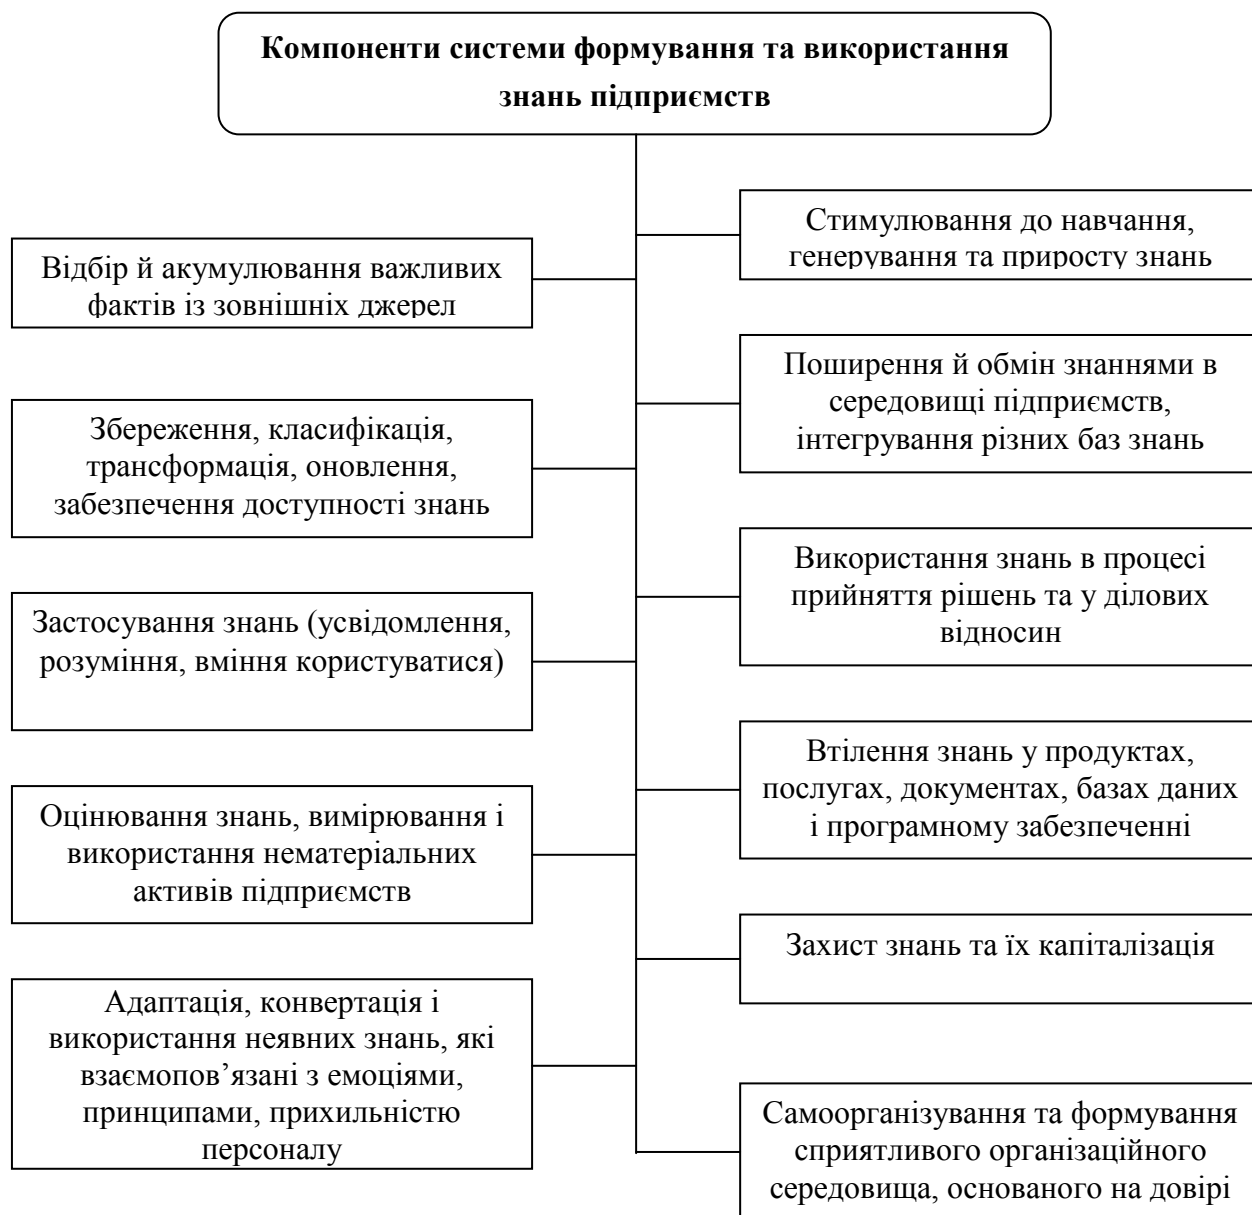 Компоненти системи формування та використання
знань підприємств
Стимулювання до навчання,
генерування та приросту знань
Відбір й акумулювання важливих
фактів із зовнішніх джерел
Поширення й обмін знаннями в
середовищі підприємств,
інтегрування різних баз знань
Збереження, класифікація,
трансформація, оновлення,
забезпечення доступності знань
Використання знань в процесі
прийняття рішень та у ділових
відносин
Застосування знань (усвідомлення,
розуміння, вміння користуватися)
Втілення знань у продуктах,
послугах, документах, базах даних
і програмному забезпеченні
Оцінювання знань, вимірювання і
використання нематеріальних
активів підприємств
Захист знань та їх капіталізація
Адаптація, конвертація і
використання неявних знань, які
взаємопов’язані з емоціями,
принципами, прихильністю
персоналу
Самоорганізування та формування
сприятливого організаційного
середовища, основаного на довірі